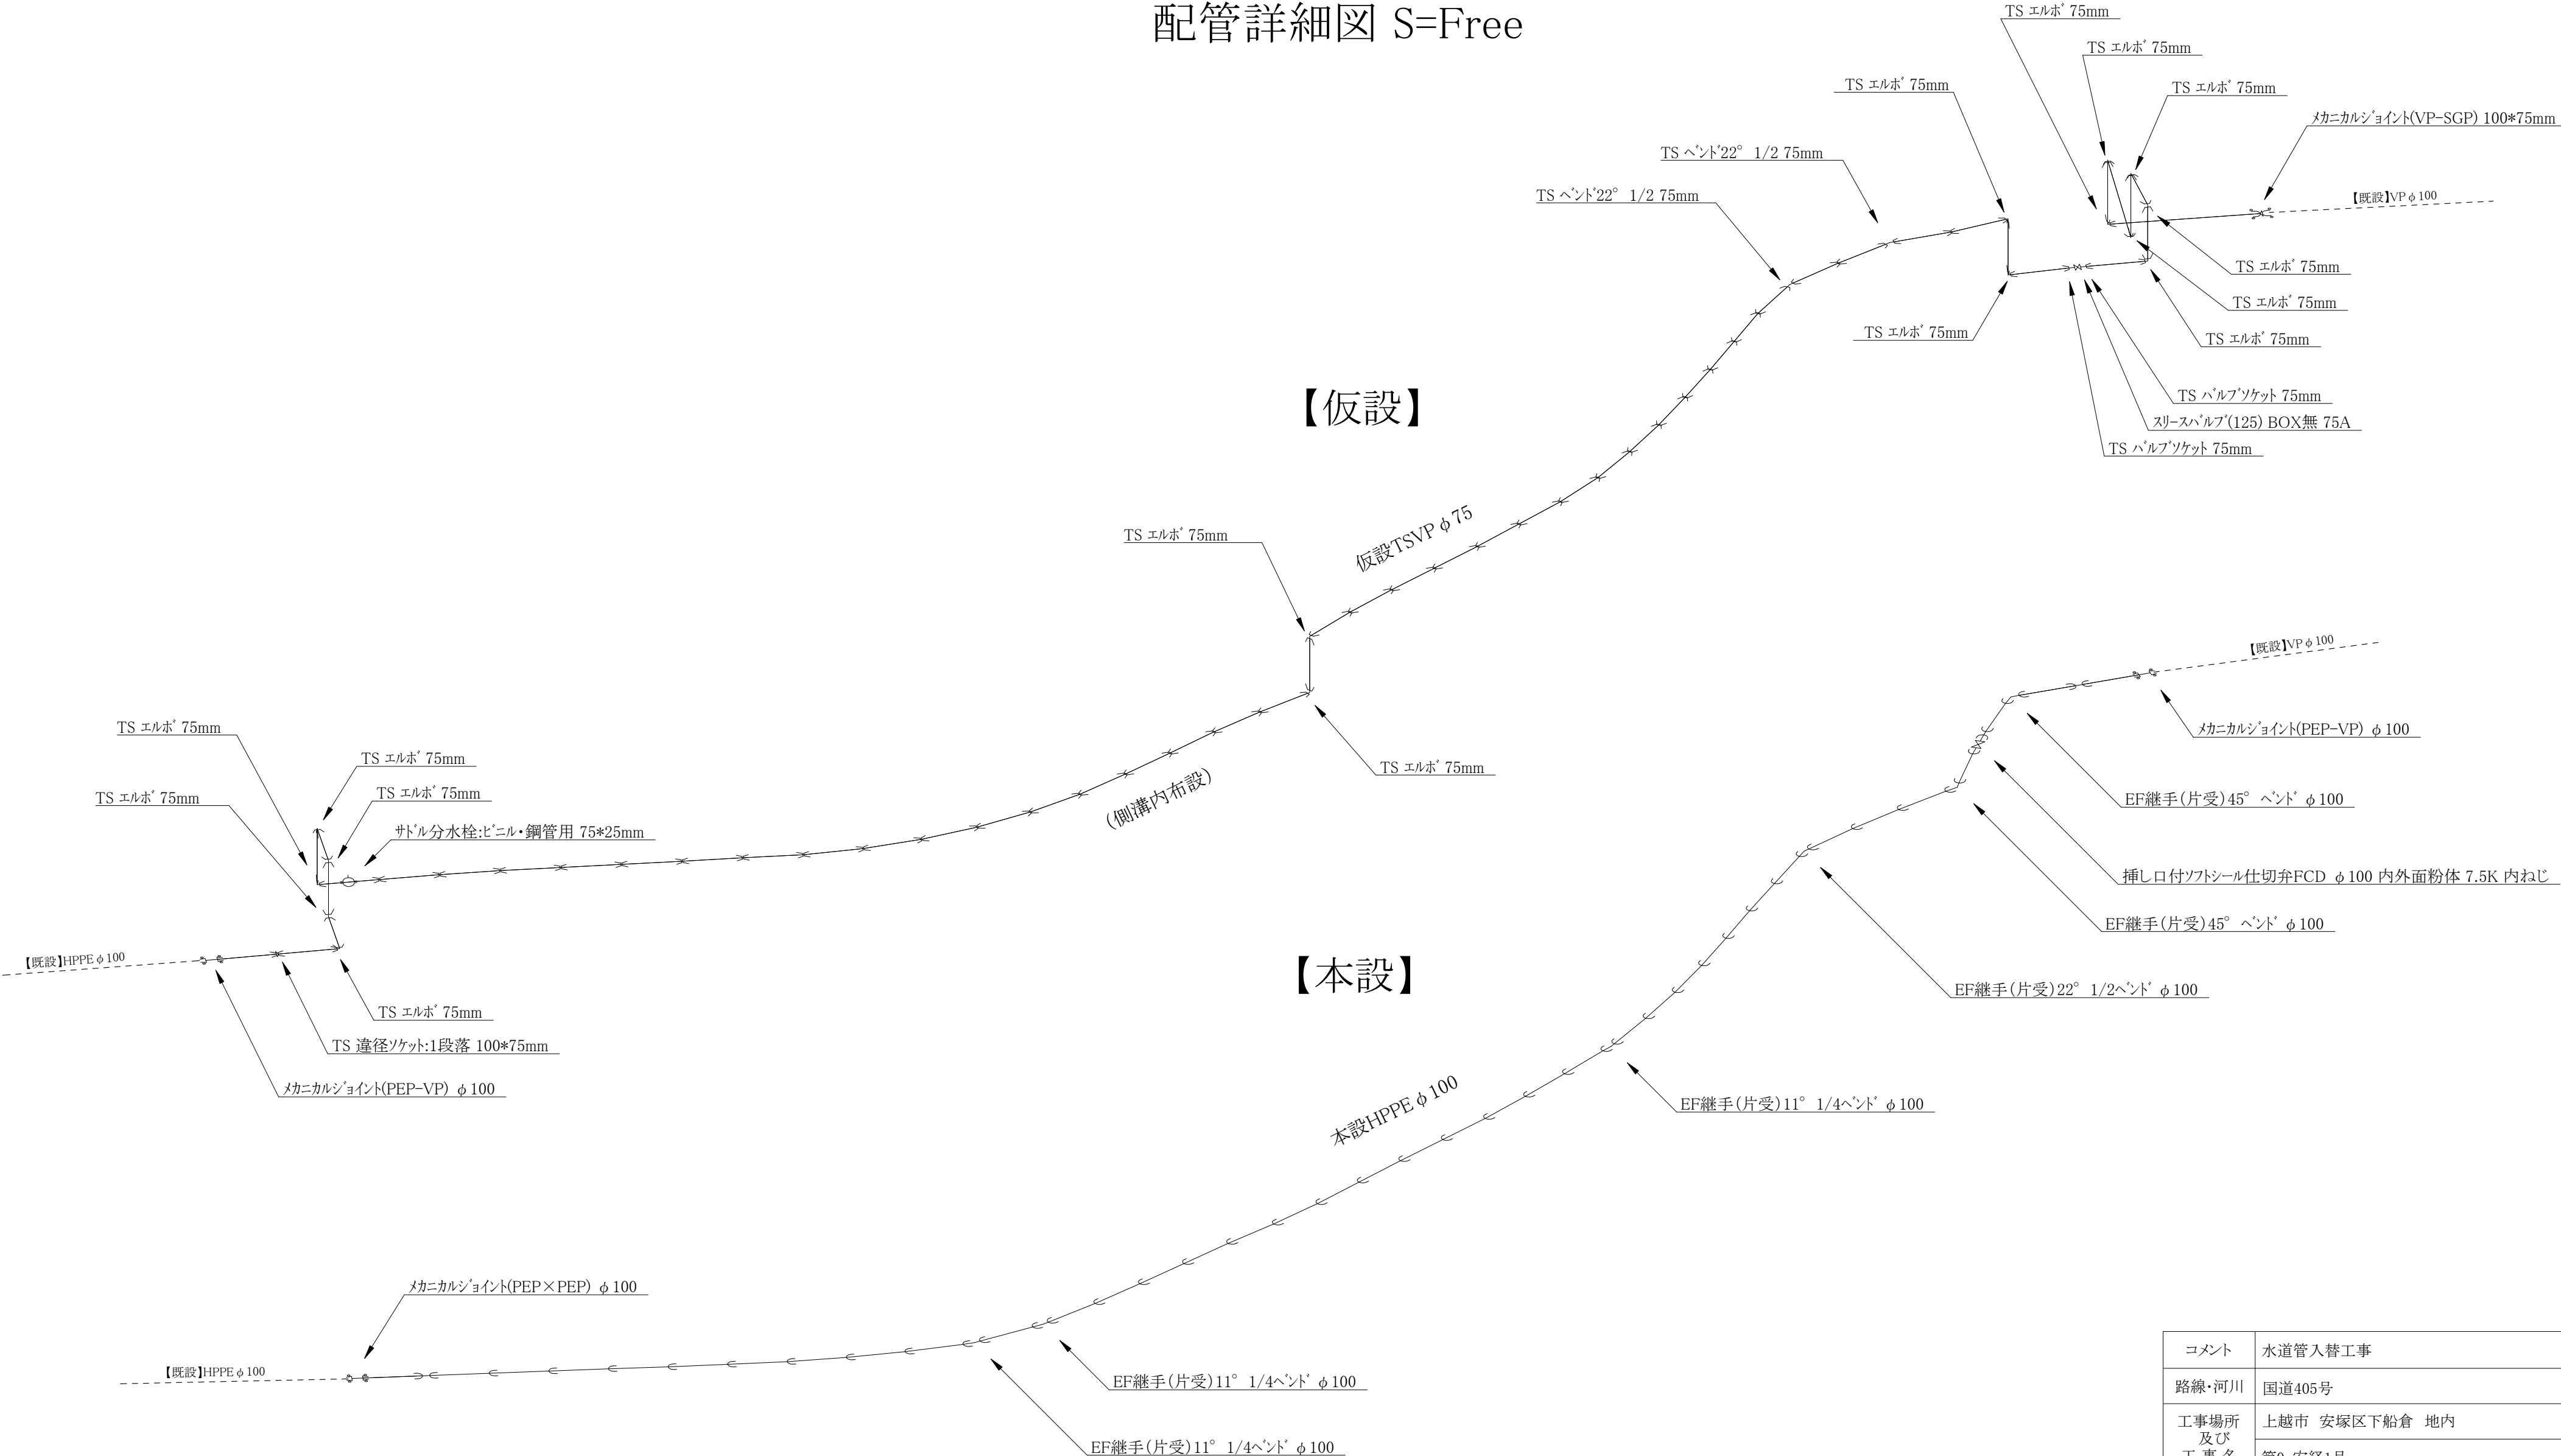 配管詳細図 S=Free
TS エルボ 75mm
TS エルボ 75mm
TS エルボ 75mm
TS エルボ 75mm
メカニカルジョイント(VP-SGP) 100*75mm
TS ベンド22° 1/2 75mm
TS ベンド22° 1/2 75mm
【既設】VPφ100
TS エルボ 75mm
TS エルボ 75mm
TS エルボ 75mm
TS エルボ 75mm
TS バルブソケット 75mm
スリースバルブ(125) BOX無 75A
TS バルブソケット 75mm
【仮設】
仮設TSVPφ75
TS エルボ 75mm
TS エルボ 75mm
(側溝内布設)
TS エルボ 75mm
TS エルボ 75mm
TS エルボ 75mm
TS エルボ 75mm
サドル分水栓:ビニル・鋼管用 75*25mm
【既設】HPPEφ100
TS エルボ 75mm
TS 違径ソケット:1段落 100*75mm
メカニカルジョイント(PEP-VP) φ100
【本設】
【既設】VPφ100
メカニカルジョイント(PEP-VP) φ100
EF継手(片受)45° ベンド φ100
挿し口付ソフトシール仕切弁FCD φ100 内外面粉体 7.5K 内ねじ
EF継手(片受)45° ベンド φ100
EF継手(片受)22° 1/2ベンド φ100
EF継手(片受)11° 1/4ベンド φ100
本設HPPEφ100
メカニカルジョイント(PEP×PEP) φ100
【既設】HPPEφ100
EF継手(片受)11° 1/4ベンド φ100
EF継手(片受)11° 1/4ベンド φ100
コメント 水道管入替工事
路線・河川 国道405号
工事場所 上越市 安塚区下船倉 地内
及び